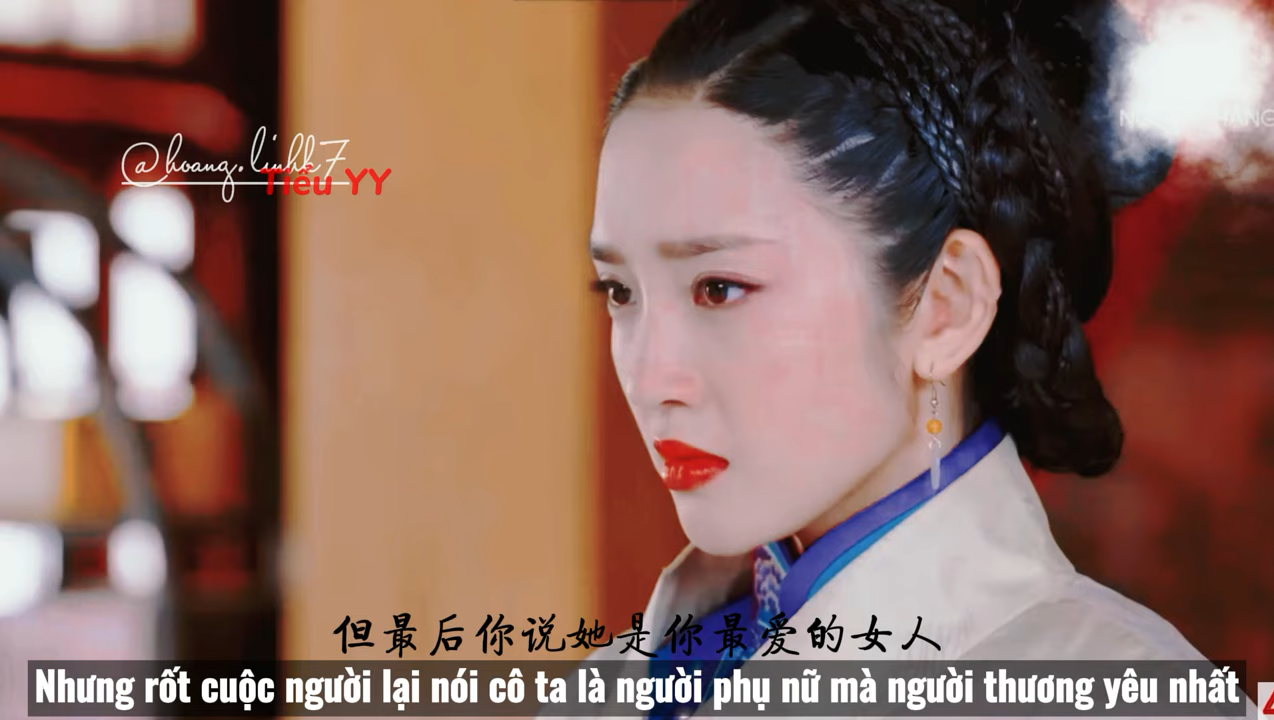 @hoang.linhh7
Tiểu YY
但最后你说她是你最爱的女人
Nhưng rốt cuộc người lại nói cô ta là người phụ nữ mà người thương yêu nhất